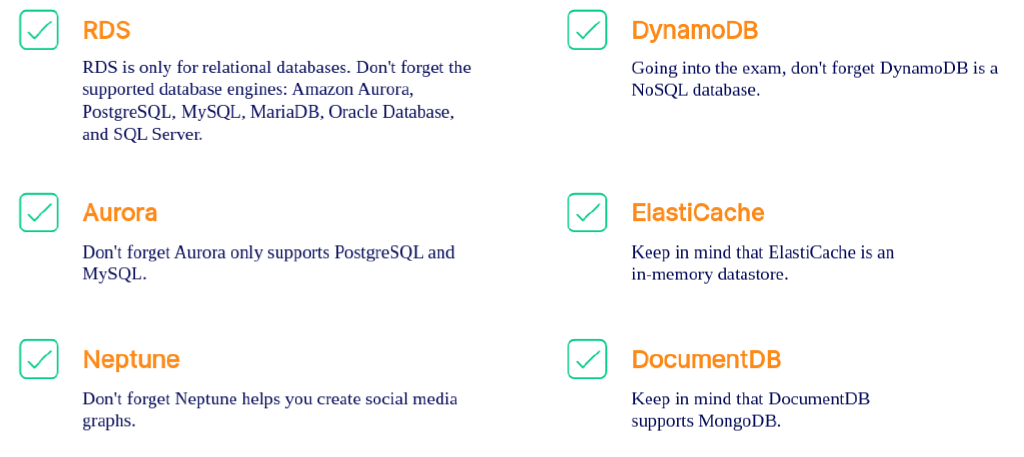 RDS
RDS is only for relational databases. Don't forget the
supported database engines: Amazon Aurora,
PostgreSQL, MySQL, MariaDB, Oracle Database,
and SQL Server.
DynamoDB
Going into the exam, don't forget DynamoDB is a
NoSQL database.
Aurora
Don't forget Aurora only supports PostgreSQL and
MySQL.
ElastiCache
Keep in mind that ElastiCache is an
in-memory datastore.
Neptune
Don't forget Neptune helps you create social media
graphs.
DocumentDB
Keep in mind that DocumentDB
supports MongoDB.